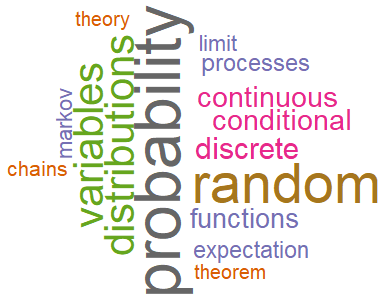 theory
limit
processes
markov
variables
distributions
probability
continuous
conditional
discrete
chains
random
functions
expectation
theorem